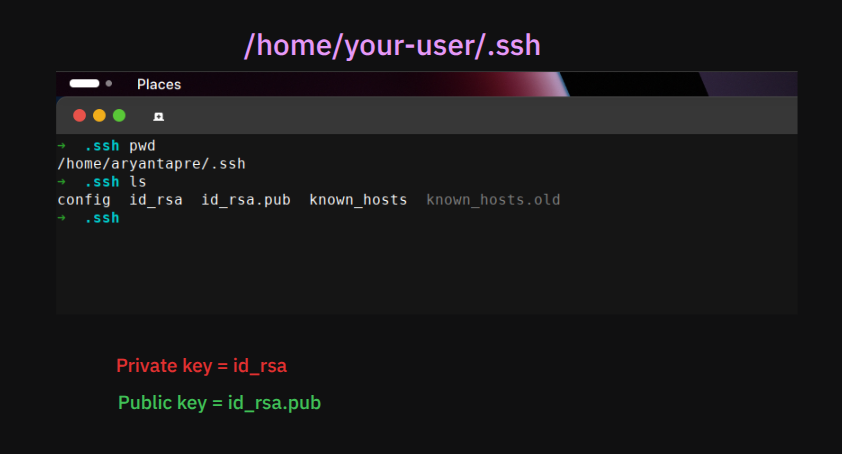 /home/your-user/.ssh
Places
→ .ssh pwd
/home/aryantapre/.ssh
→ .ssh ls
config id_rsa id_rsa.pub known_hosts known_hosts.old
→ .ssh
Private key = id_rsa
Public key = id_rsa.pub